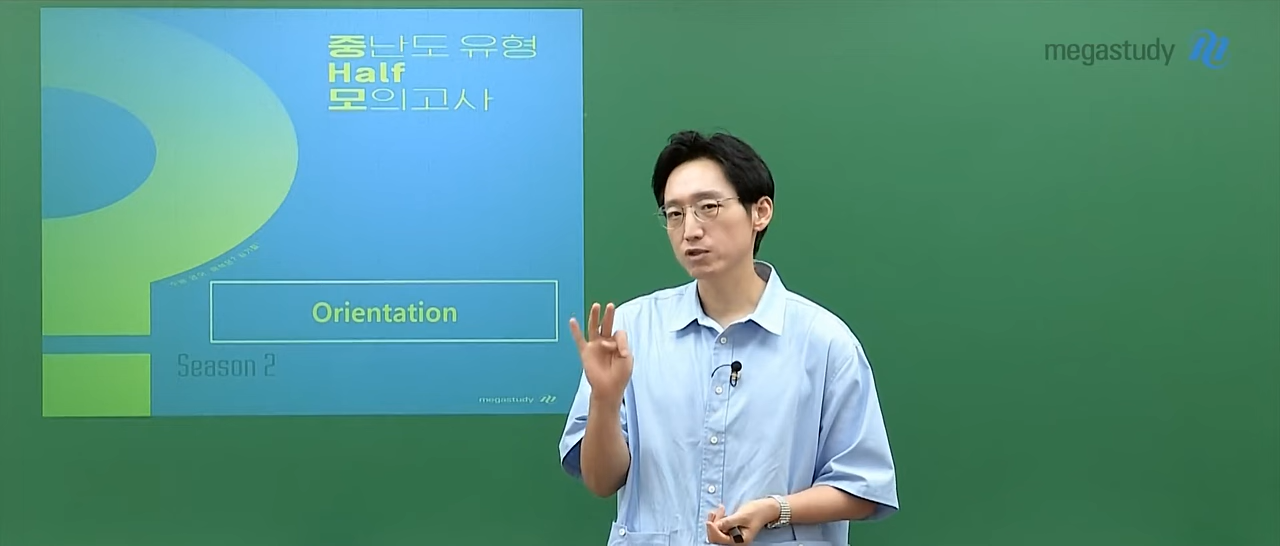 중난도 유형
Half
모의고사
megastudy
Orientation
Season 2
megastudy